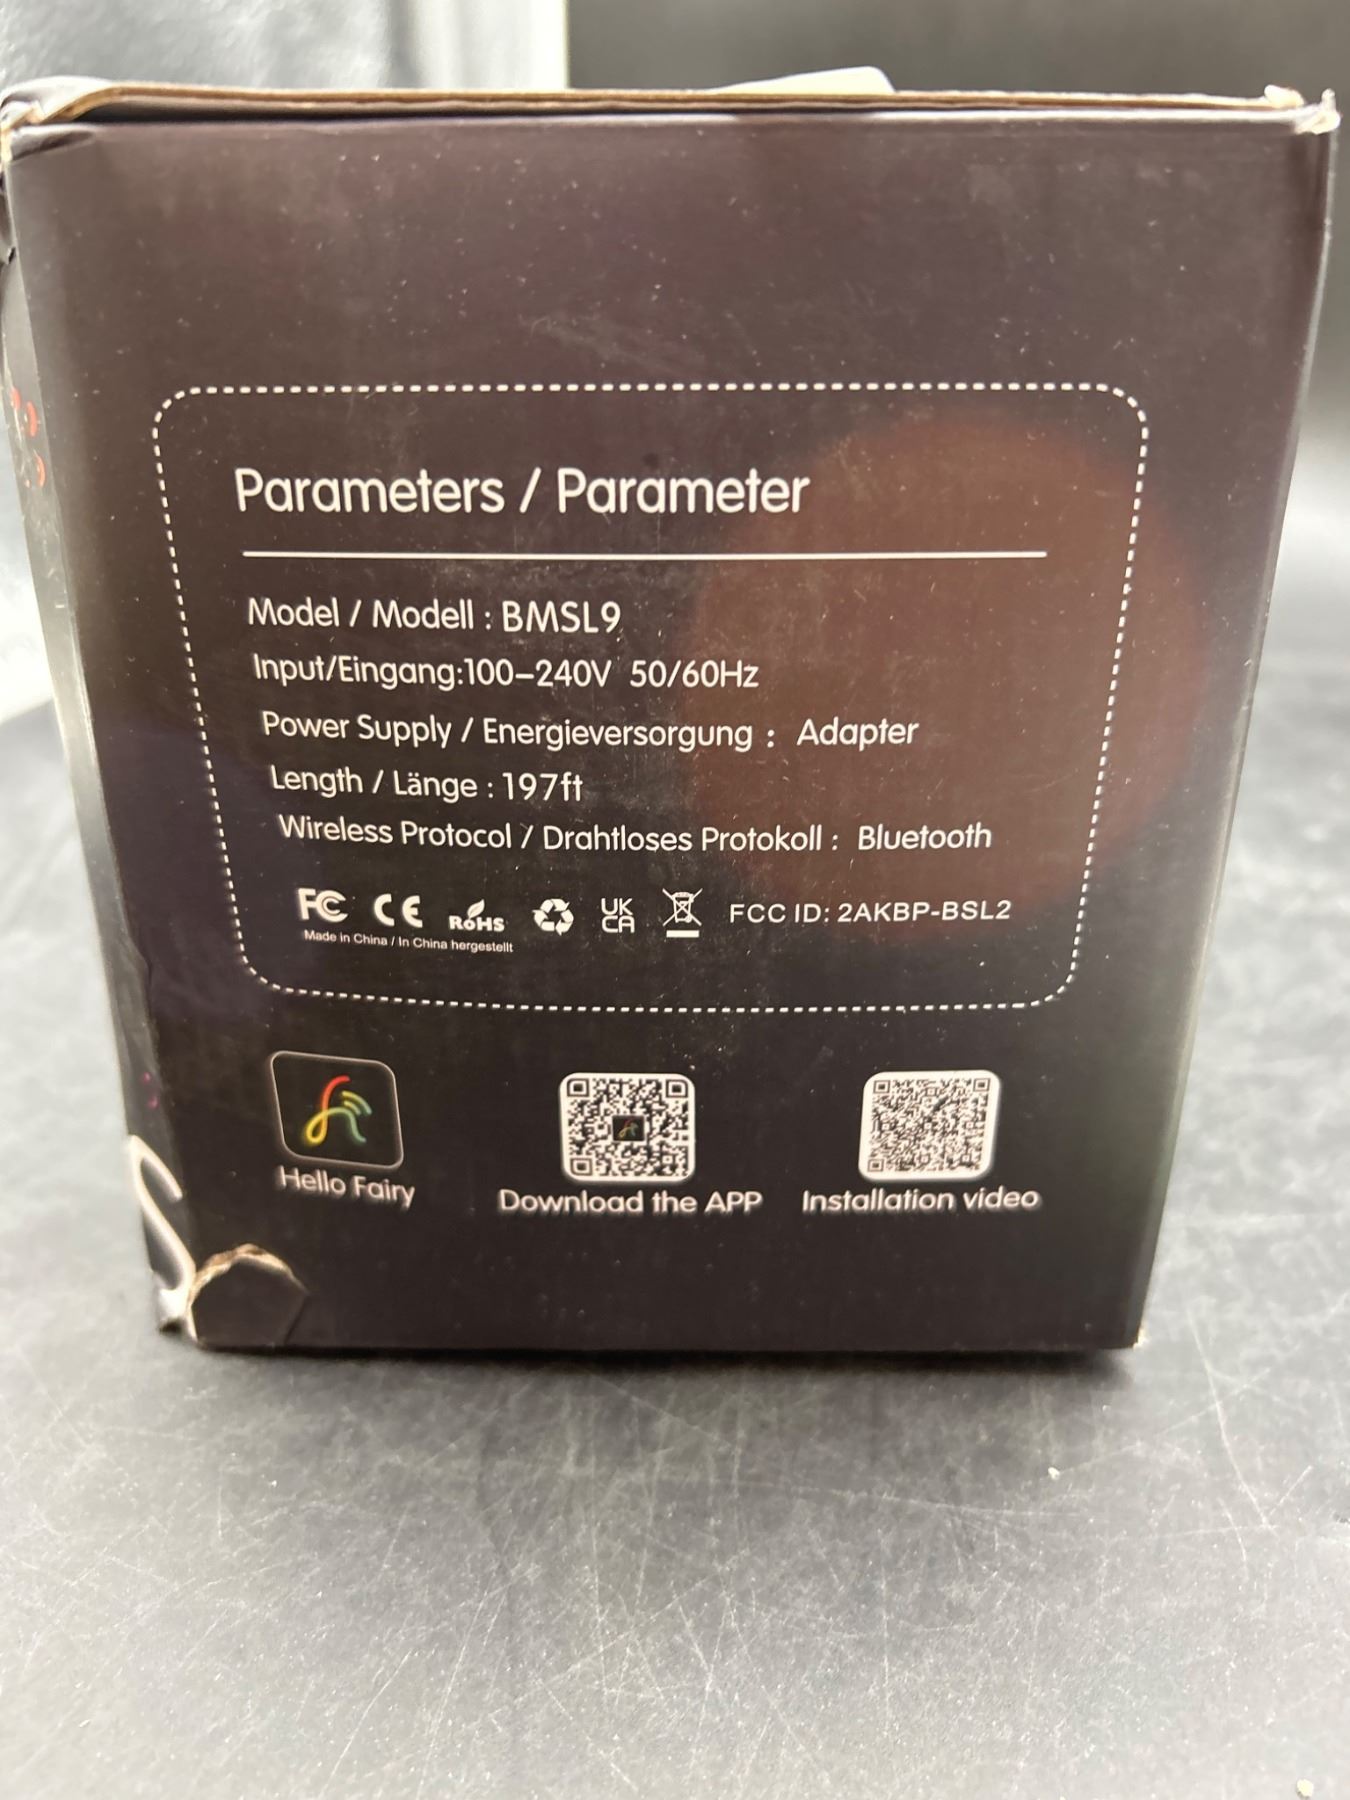 Parameters / Parameter
Model / Modell : BMSL9
Input/Eingang:100–240V 50/60Hz
Power Supply / Energieversorgung : Adapter
Length / Länge : 197ft
Wireless Protocol / Drahtloses Protokoll : Bluetooth
FC CE RoHS UK CA FCC ID: 2AKBP-BSL2
Made in China / In China hergestellt
Hello Fairy
Download the APP
Installation video